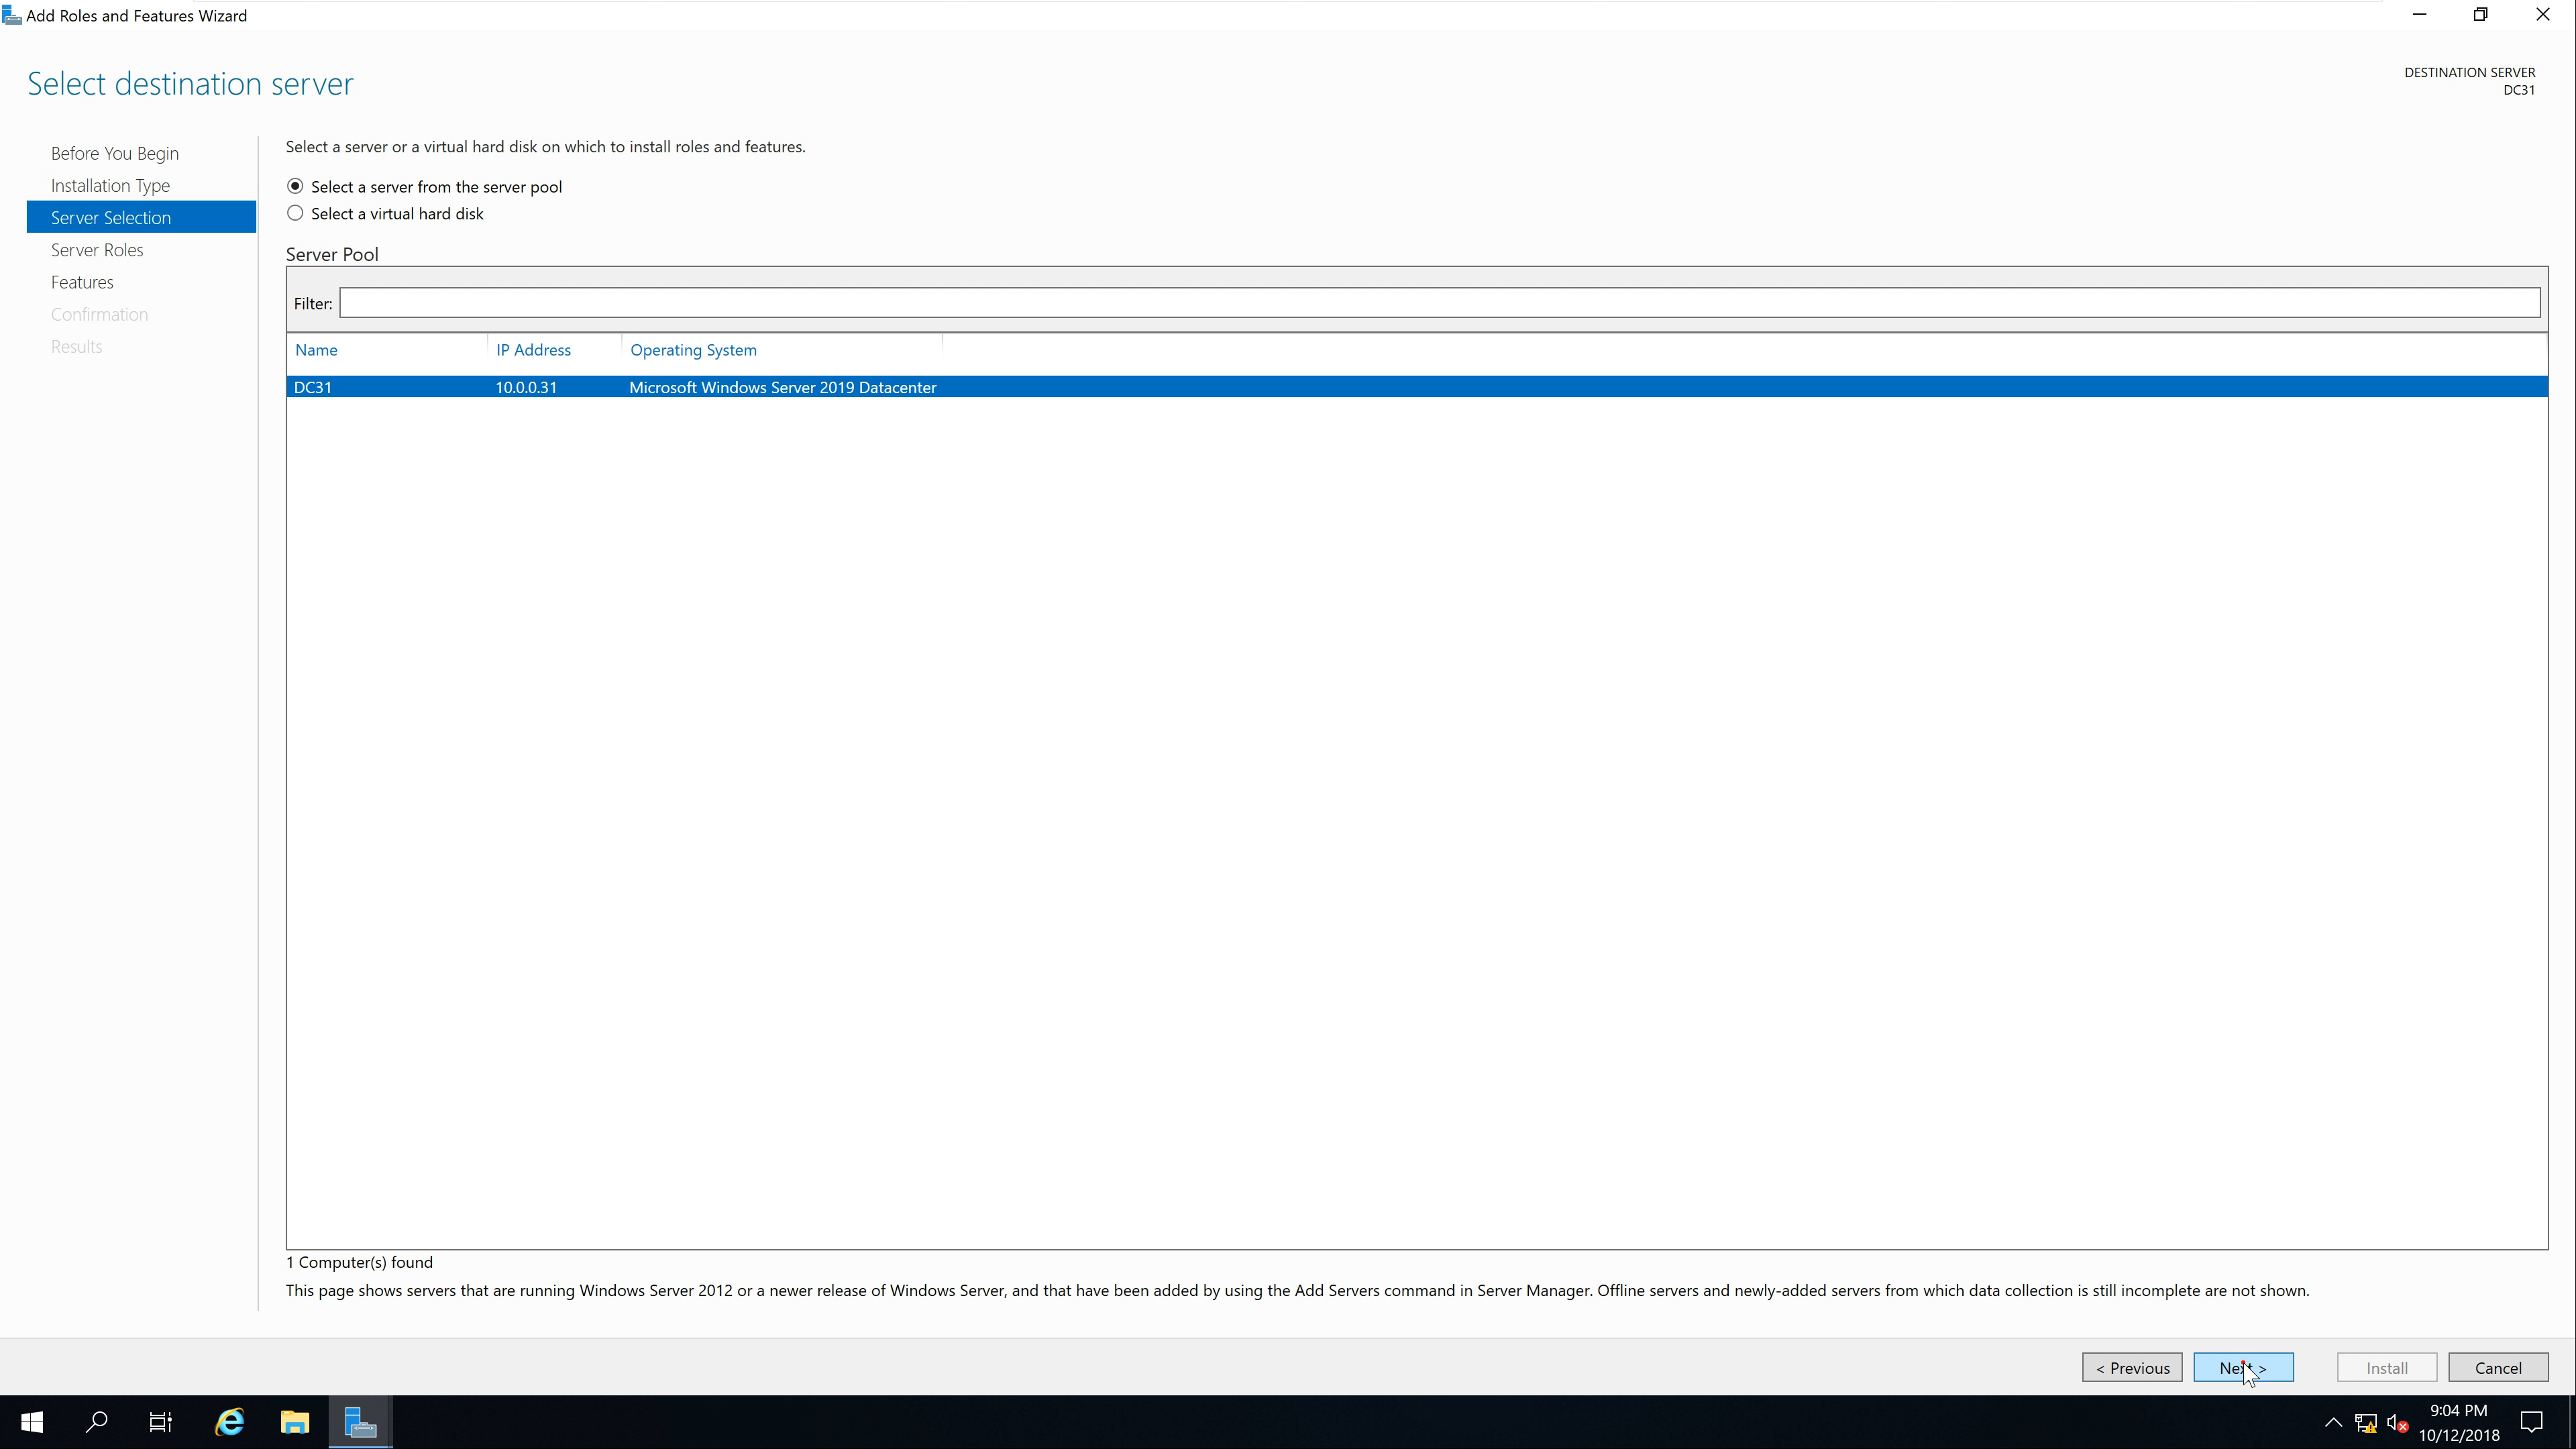 Add Roles and Features Wizard
Select destination server
DESTINATION SERVER
DC31
Before You Begin
Installation Type
Server Selection
Server Roles
Features
Confirmation
Results
Select a server or a virtual hard disk on which to install roles and features.
Select a server from the server pool
Select a virtual hard disk
Server Pool
Filter:
Name IP Address Operating System
DC31 10.0.0.31 Microsoft Windows Server 2019 Datacenter
1 Computer(s) found
This page shows servers that are running Windows Server 2012 or a newer release of Windows Server, and that have been added by using the Add Servers command in Server Manager. Offline servers and newly-added servers from which data collection is still incomplete are not shown.
< Previous Next > Install Cancel
9:04 PM
10/12/2018